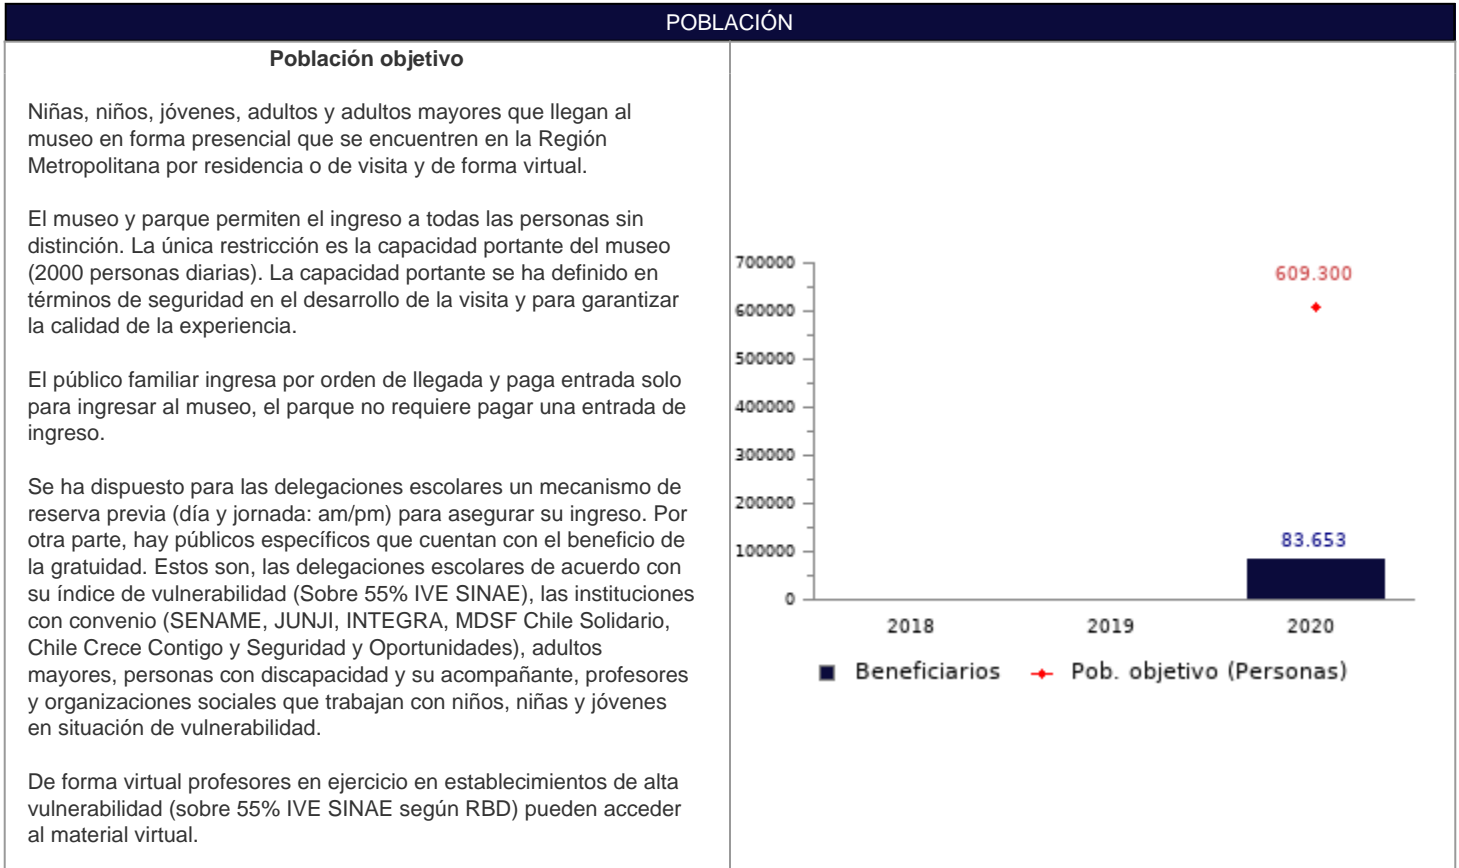 POBLACIÓN
Población objetivo
Niñas, niños, jóvenes, adultos y adultos mayores que llegan al
museo en forma presencial que se encuentren en la Región
Metropolitana por residencia o de visita y de forma virtual.
El museo y parque permiten el ingreso a todas las personas sin
distinción. La única restricción es la capacidad portante del museo
(2000 personas diarias). La capacidad portante se ha definido en
términos de seguridad en el desarrollo de la visita y para garantizar
la calidad de la experiencia.
El público familiar ingresa por orden de llegada y paga entrada solo
para ingresar al museo, el parque no requiere pagar una entrada de
ingreso.
Se ha dispuesto para las delegaciones escolares un mecanismo de
reserva previa (día y jornada: am/pm) para asegurar su ingreso. Por
otra parte, hay públicos específicos que cuentan con el beneficio de
la gratuidad. Estos son, las delegaciones escolares de acuerdo con
su índice de vulnerabilidad (Sobre 55% IVE SINAE), las instituciones
con convenio (SENAME, JUNJI, INTEGRA, MDSF Chile Solidario,
Chile Crece Contigo y Seguridad y Oportunidades), adultos
mayores, personas con discapacidad y su acompañante, profesores
y organizaciones sociales que trabajan con niños, niñas y jóvenes
en situación de vulnerabilidad.
De forma virtual profesores en ejercicio en establecimientos de alta
vulnerabilidad (sobre 55% IVE SINAE según RBD) pueden acceder
al material virtual.
700000
600000
500000
400000
300000
200000
100000
0
609.300
83.653
2018 2019 2020
Beneficiarios Pob. objetivo (Personas)